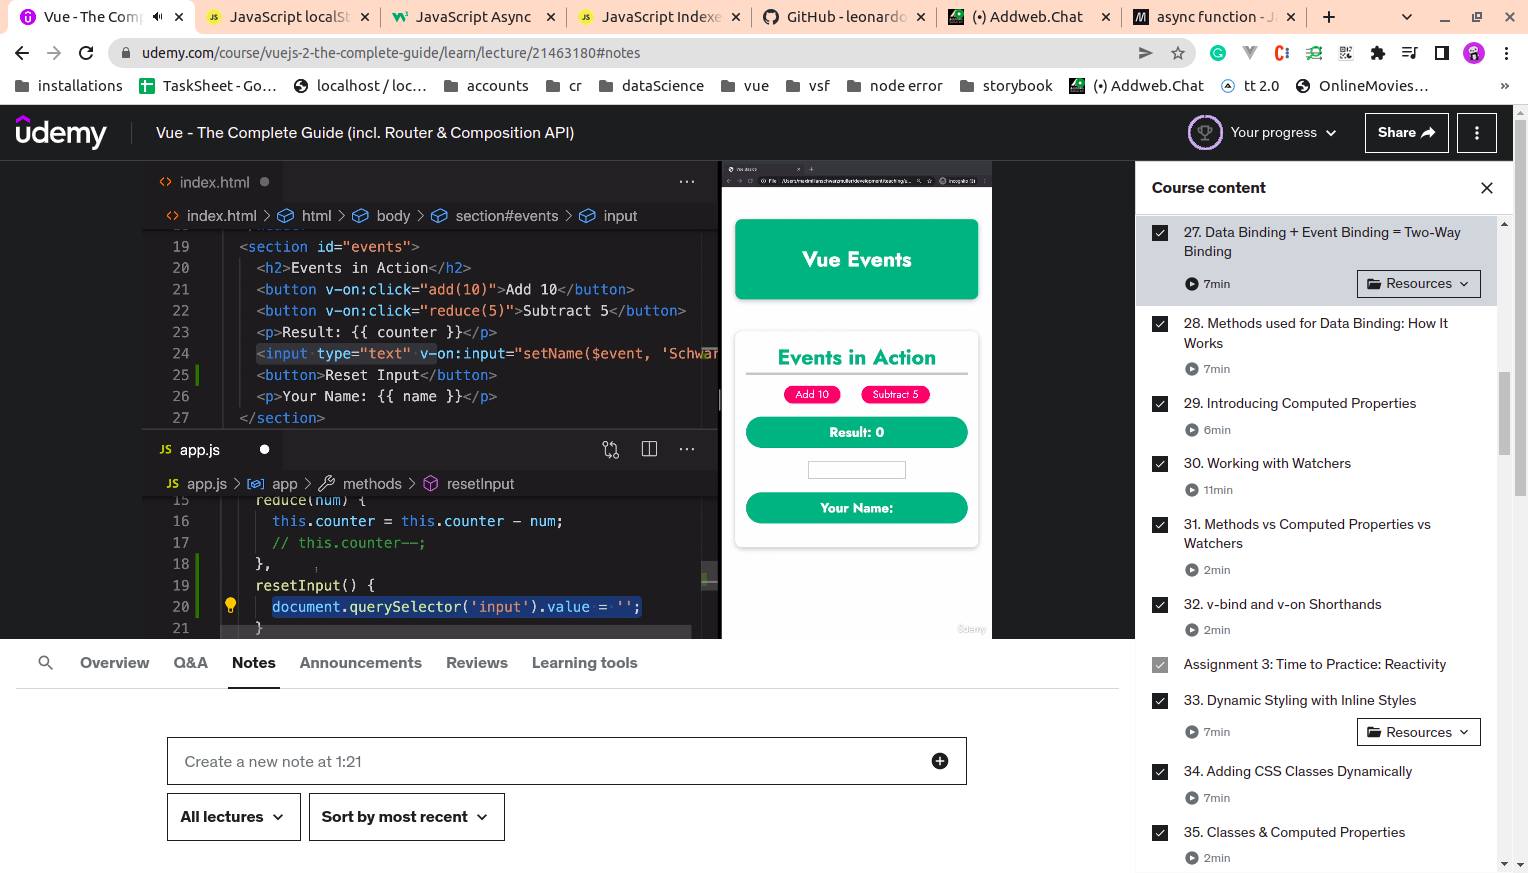 Vue - The Comp
JavaScript localSt
JavaScript Async
JavaScript Indexe
GitHub - leonardo
(•) Addweb.Chat
async function - Ja
udemy.com/course/vuejs-2-the-complete-guide/learn/lecture/21463180#notes
installations
TaskSheet - Go...
localhost / loc...
accounts
cr
dataScience
vue
vsf
node error
storybook
(•) Addweb.Chat
tt 2.0
OnlineMovies...
»
udemy
Vue - The Complete Guide (incl. Router & Composition API)
Your progress
Share
index.html
index.html > html > body > section#events > input
19 <section id="events">
20 <h2>Events in Action</h2>
21 <button v-on:click="add(10)">Add 10</button>
22 <button v-on:click="reduce(5)">Subtract 5</button>
23 <p>Result: {{ counter }}</p>
24 <input type="text" v-on:input="setName($event, 'Schwar
25 <button>Reset Input</button>
26 <p>Your Name: {{ name }}</p>
27 </section>
JS app.js
JS app.js > app > methods > resetInput
15 reduce(num) {
16 this.counter = this.counter - num;
17 // this.counter--;
18 },
19 resetInput() {
20 document.querySelector('input').value = '';
21 }
Vue Basics
Vue Events
Events in Action
Add 10
Subtract 5
Result: 0
Your Name:
udemy
Course content
27. Data Binding + Event Binding = Two-Way
Binding
7min
Resources
28. Methods used for Data Binding: How It
Works
7min
29. Introducing Computed Properties
6min
30. Working with Watchers
11min
31. Methods vs Computed Properties vs
Watchers
2min
32. v-bind and v-on Shorthands
2min
Assignment 3: Time to Practice: Reactivity
33. Dynamic Styling with Inline Styles
7min
Resources
34. Adding CSS Classes Dynamically
7min
35. Classes & Computed Properties
2min
Overview
Q&A
Notes
Announcements
Reviews
Learning tools
Create a new note at 1:21
All lectures
Sort by most recent